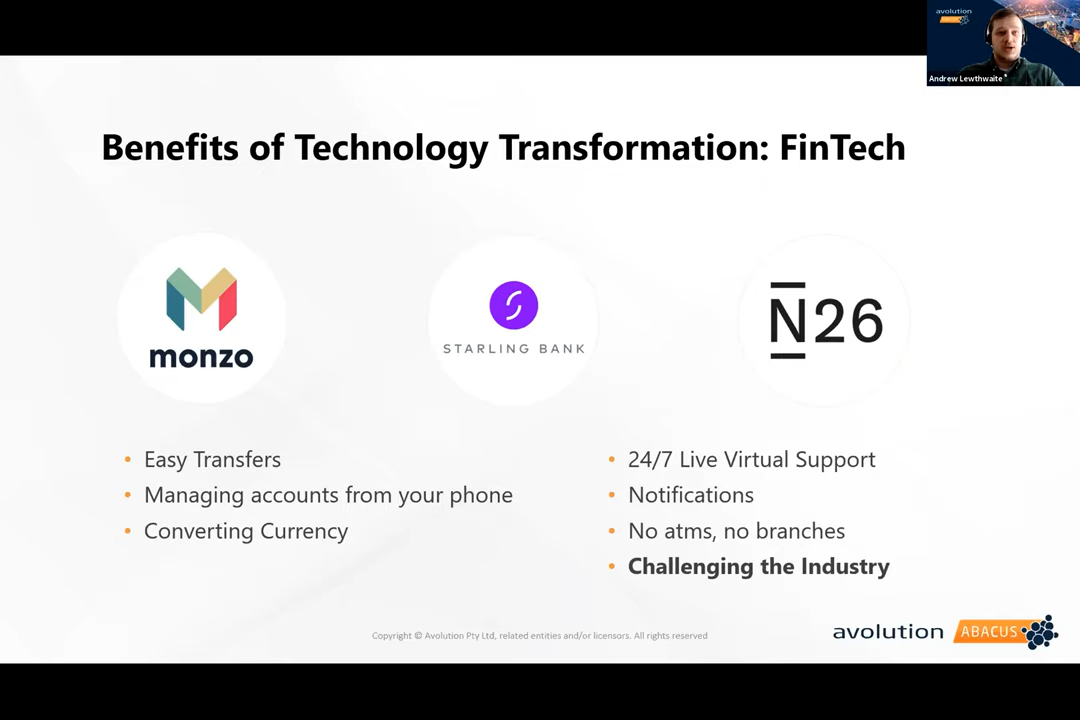 avolution
Andrew Lewthwaite
Benefits of Technology Transformation: FinTech
monzo
STARLING BANK
N26
• Easy Transfers
• Managing accounts from your phone
• Converting Currency
• 24/7 Live Virtual Support
• Notifications
• No atms, no branches
• Challenging the Industry
Copyright © Avolution Pty Ltd, related entities and/or licensors. All rights reserved
avolution ABACUS